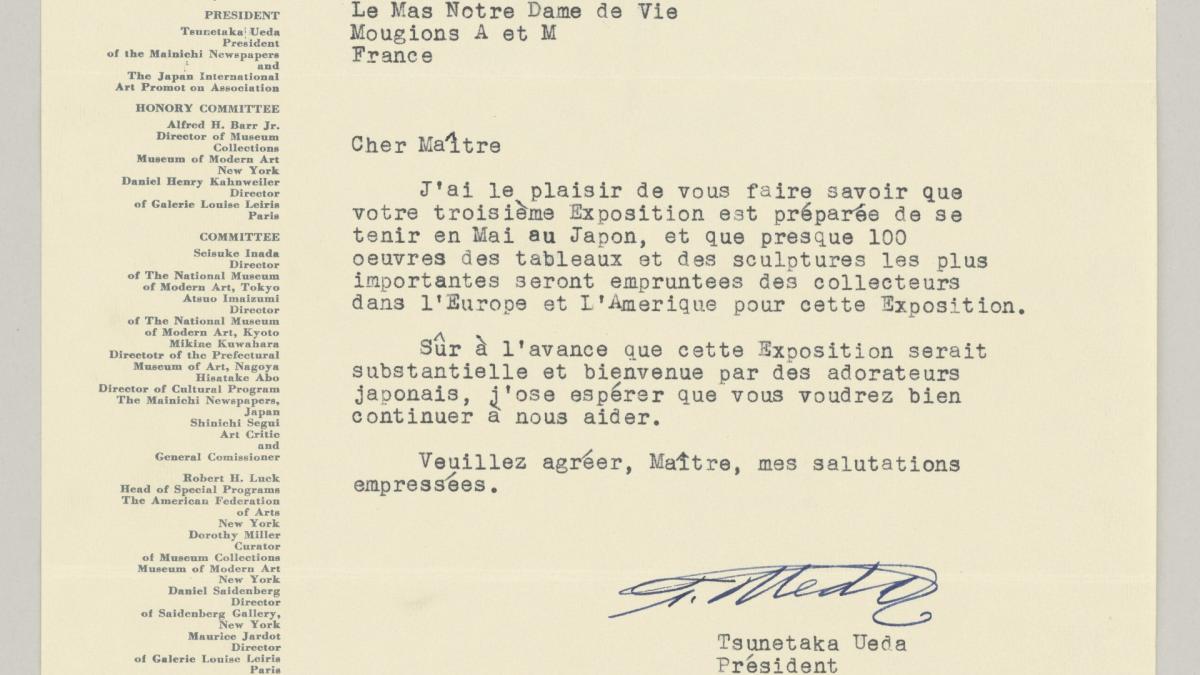 PRESIDENT
Tsunetaka Ueda
President
of the Mainichi Newspapers
and
The Japan International
Art Promot on Association
HONORY COMMITTEE
Alfred H. Barr Jr.
Director of Museum
Collections
Museum of Modern Art
New York
Daniel Henry Kahnweiler
Director
of Galerie Louise Leiris
Paris
COMMITTEE
Seisuke Inada
Director
of The National Museum
of Modern Art, Tokyo
Atsuo Imaizumi
Director
of The National Museum
of Modern Art, Kyoto
Mikine Kuwahara
Directotr of the Prefectural
Museum of Art, Nagoya
Hisatake Abo
Director of Cultural Program
The Mainichi Newspapers,
Japan
Shinichi Segui
Art Critic
and
General Comissioner
Robert H. Luck
Head of Special Programs
The American Federation
of Arts
New York
Dorothy Miller
Curator
of Museum Collections
Museum of Modern Art
New York
Daniel Saidenberg
Director
of Saidenberg Gallery,
New York
Maurice Jardot
Director
of Galerie Louise Leiris
Paris
Le Mas Notre Dame de Vie
Mougions A et M
France
Cher Maître
J'ai le plaisir de vous faire savoir que
votre troisième Exposition est préparée de se
tenir en Mai au Japon, et que presque 100
oeuvres des tableaux et des sculptures les plus
importantes seront empruntees des collecteurs
dans l'Europe et L'Amerique pour cette Exposition.
Sûr à l'avance que cette Exposition serait
substantielle et bienvenue par des adorateurs
japonais, j'ose espérer que vous voudrez bien
continuer à nous aider.
Veuillez agréer, Maître, mes salutations
empressées.
T. Ueda
Tsunetaka Ueda
Président